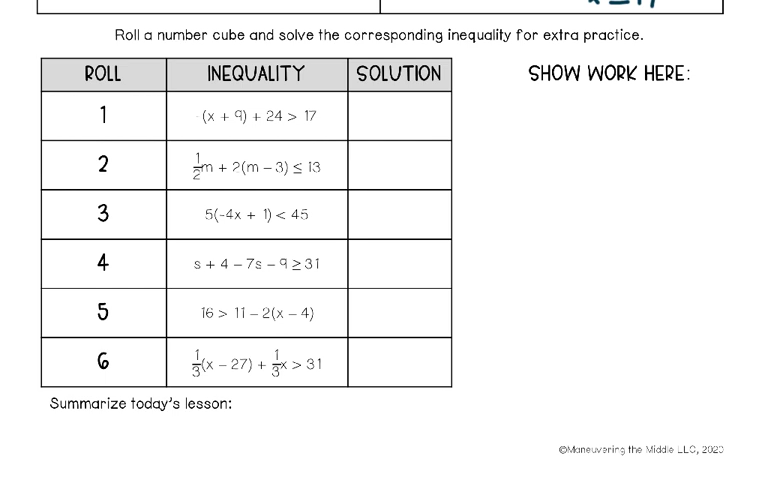 Roll a number cube and solve the corresponding inequality for extra practice.
ROLL INEQUALITY SOLUTION SHOW WORK HERE:
1 -(x + 9) + 24 > 17
2 1/2m + 2(m – 3) ≤ 13
3 5(-4x + 1) < 45
4 s + 4 – 7s – 9 ≥ 31
5 16 > 11 – 2(x – 4)
6 1/3(x – 27) + 1/3x > 31
Summarize today's lesson:
©Maneuvering the Middle LLC, 2020